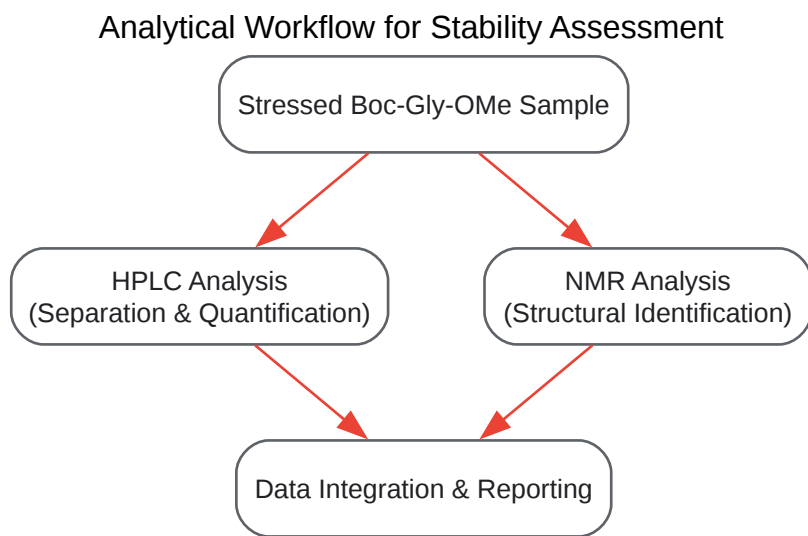 Analytical Workflow for Stability Assessment
Stressed Boc-Gly-OMe Sample
HPLC Analysis
(Separation & Quantification)
NMR Analysis
(Structural Identification)
Data Integration & Reporting